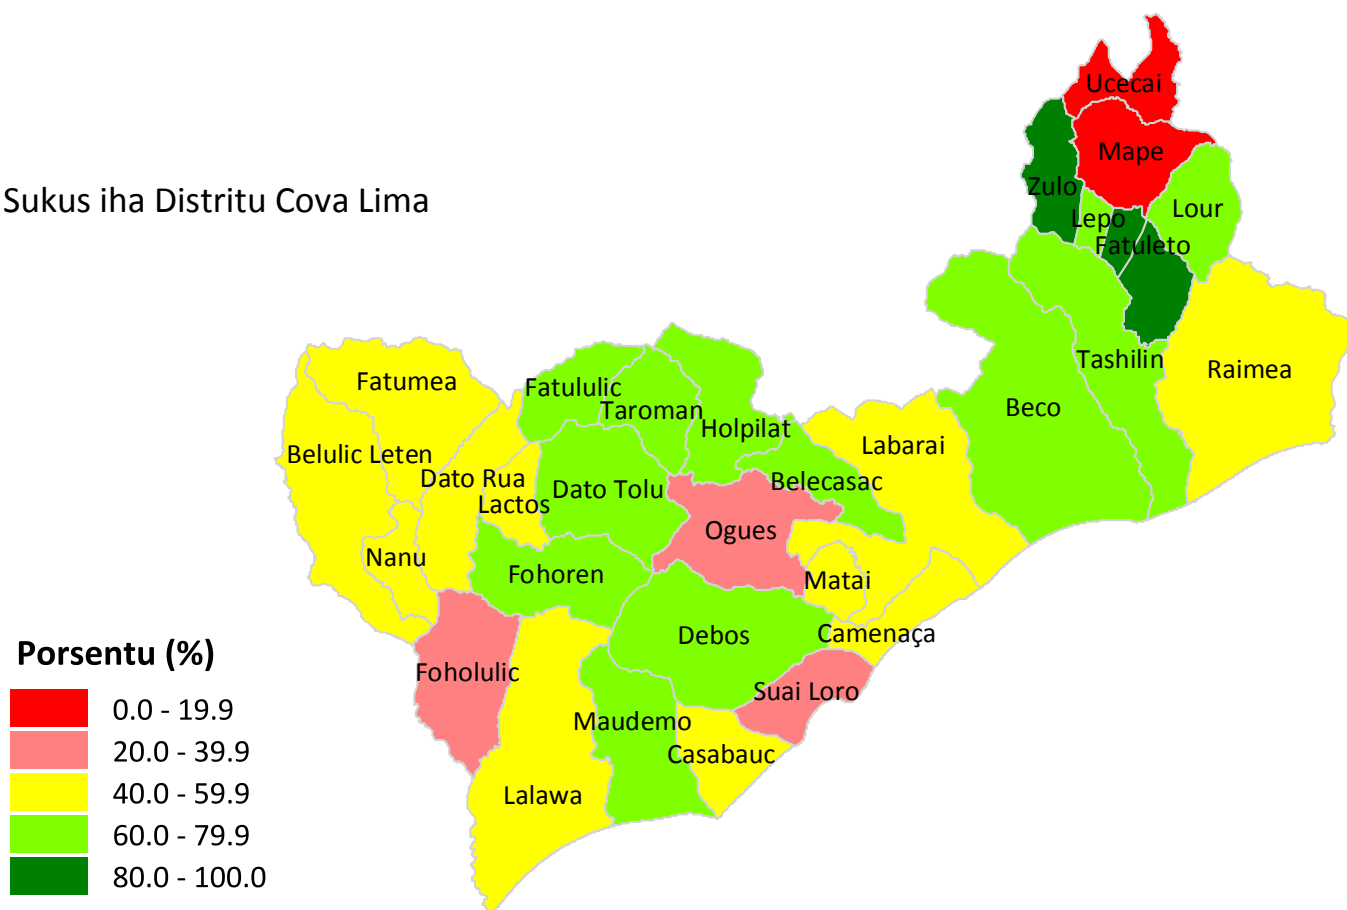 Ucecai
Mape
Zulo
Sukus iha Distritu Cova Lima
Lepo
Lour
Fatuleto
Tashilin
Raimea
Fatumea
Fatululic
Taroman
Beco
Holpilat
Labarai
Belulic Leten
Dato Rua
Belecasac
Dato Tolu
Lactos
Ogues
Nanu
Fohoren
Matai
Debos
Camenaça
Porsentu (%)
Foholulic
Suai Loro
0.0 - 19.9
Maudemo
20.0 - 39.9
Casabauc
40.0 - 59.9
Lalawa
60.0 - 79.9
80.0 - 100.0